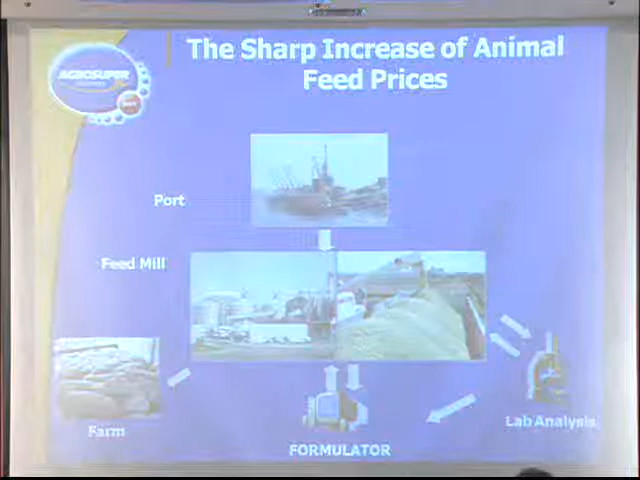 The Sharp Increase of Animal
Feed Prices
AGROSUPER
Port
Feed Mill
Farm
FORMULATOR
Lab Analysis